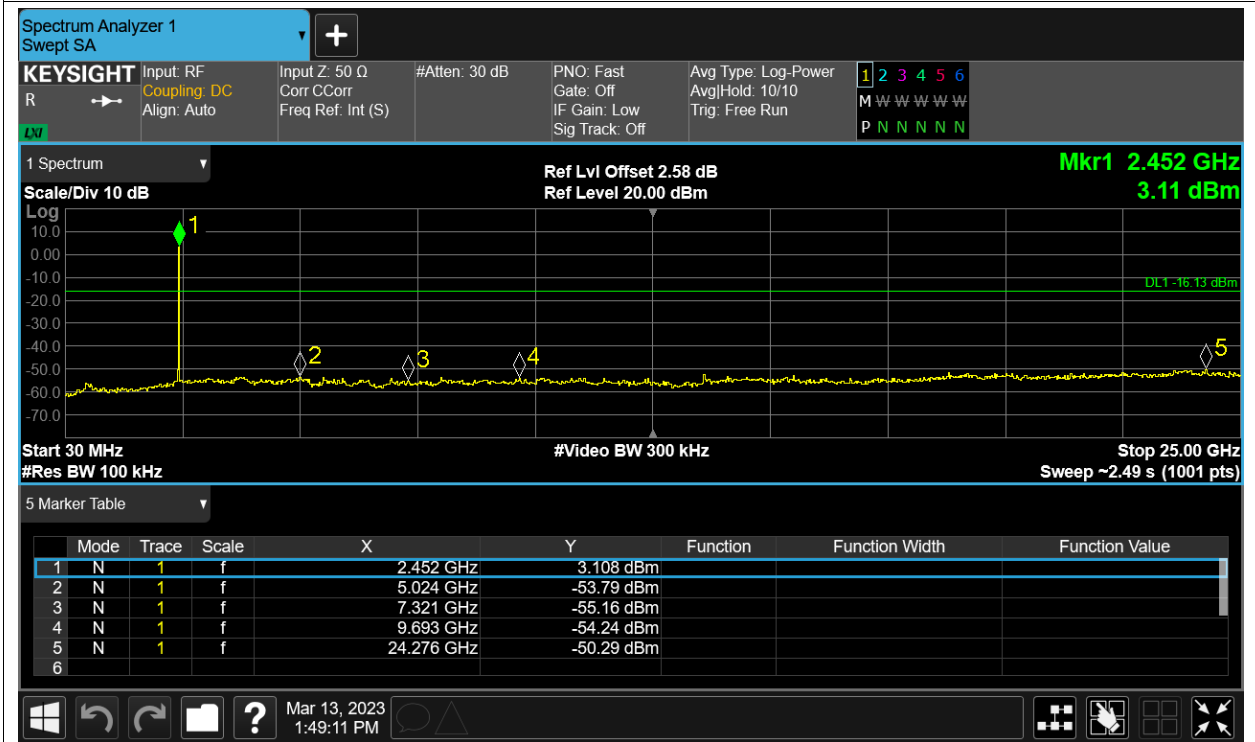 Spectrum Analyzer 1
Swept SA
KEYSIGHT
R
LXI
Input: RF
Coupling: DC
Align: Auto
Input Z: 50 Ω
Corr CCorr
Freq Ref: Int (S)
#Atten: 30 dB
PNO: Fast
Gate: Off
IF Gain: Low
Sig Track: Off
Avg Type: Log-Power
Avg|Hold: 10/10
Trig: Free Run
1 2 3 4 5 6
M W W W W W
P N N N N N
1 Spectrum
Scale/Div 10 dB
Ref Lvl Offset 2.58 dB
Ref Level 20.00 dBm
Mkr1 2.452 GHz
3.11 dBm
Log
10.0
0.00
-10.0
-20.0
-30.0
-40.0
-50.0
-60.0
-70.0
1
DL1 -16.13 dBm
2
3
4
5
Start 30 MHz
#Res BW 100 kHz
#Video BW 300 kHz
Stop 25.00 GHz
Sweep ~2.49 s (1001 pts)
5 Marker Table
Mode Trace Scale X Y Function Function Width Function Value
1 N 1 f 2.452 GHz 3.108 dBm
2 N 1 f 5.024 GHz -53.79 dBm
3 N 1 f 7.321 GHz -55.16 dBm
4 N 1 f 9.693 GHz -54.24 dBm
5 N 1 f 24.276 GHz -50.29 dBm
6
?
Mar 13, 2023
1:49:11 PM